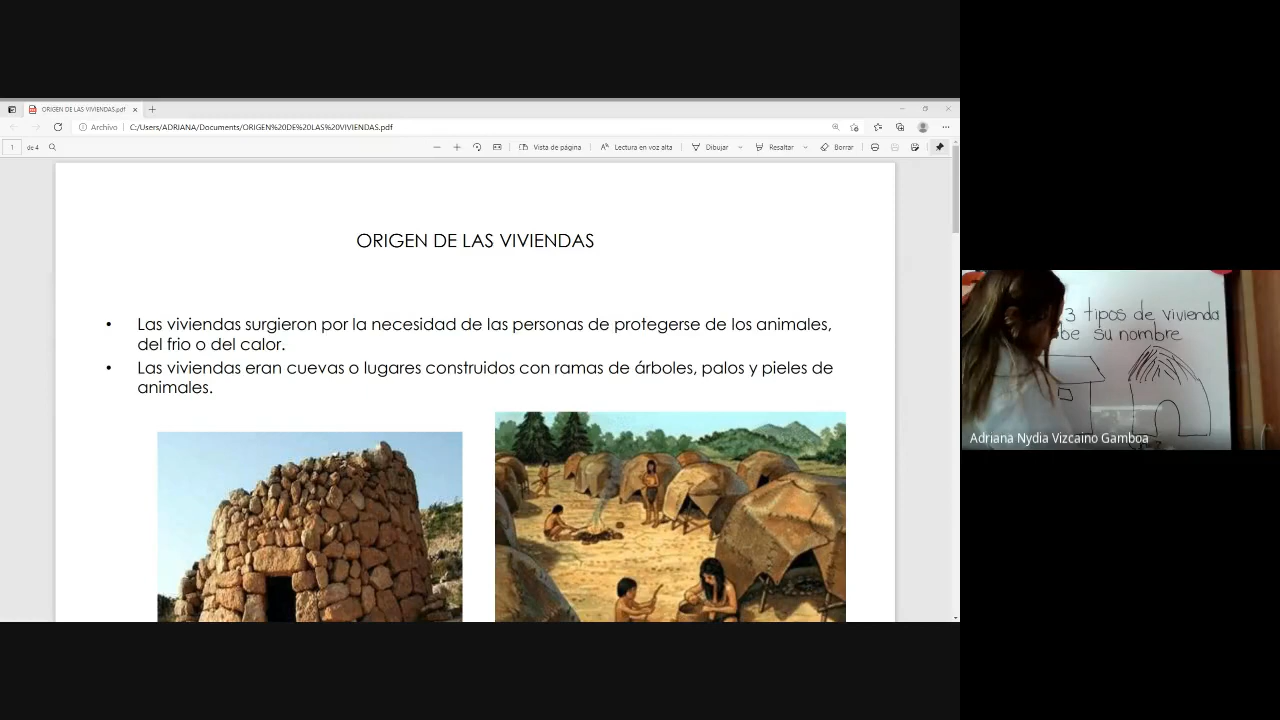 ORIGEN DE LAS VIVIENDAS.pdf
Archivo
C:/Users/ADRIANA/Documents/ORIGEN%20DE%20LAS%20VIVIENDAS.pdf
1 de 4
Vista de página
Lectura en voz alta
Dibujar
Resaltar
Borrar
ORIGEN DE LAS VIVIENDAS
• Las viviendas surgieron por la necesidad de las personas de protegerse de los animales,
del frio o del calor.
• Las viviendas eran cuevas o lugares construidos con ramas de árboles, palos y pieles de
animales.
3 tipos de vivienda
be su nombre
Adriana Nydia Vizcaino Gamboa